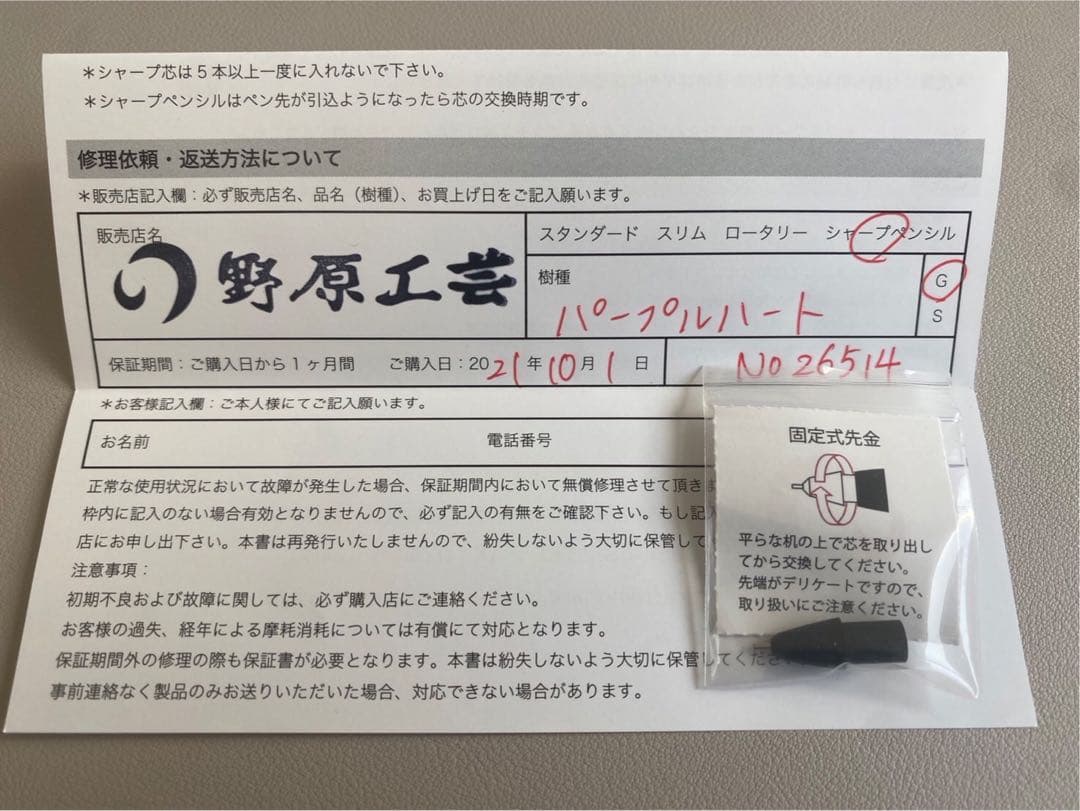 ＊シャープ芯は５本以上一度に入れないで下さい。
＊シャープペンシルはペン先が引込ようになったら芯の交換時期です。
修理依頼・返送方法について
＊販売店記入欄：必ず販売店名、品名（樹種）、お買上げ日をご記入願います。
販売店名
野原工芸
スタンダード スリム ロータリー シャープペンシル
樹種
パープルハート
G
S
保証期間：ご購入日から１ヶ月間 ご購入日：2021年10月1日
No 26514
＊お客様記入欄：ご本人様にてご記入願います。
お名前 電話番号
正常な使用状況において故障が発生した場合、保証期間内において無償修理させて頂きま
枠内に記入のない場合有効となりませんので、必ず記入の有無をご確認下さい。もし記入
店にお申し出下さい。本書は再発行いたしませんので、紛失しないよう大切に保管して
注意事項：
初期不良および故障に関しては、必ず購入店にご連絡ください。
お客様の過失、経年による摩耗消耗については有償にて対応となります。
保証期間外の修理の際も保証書が必要となります。本書は紛失しないよう大切に保管してくださ
事前連絡なく製品のみお送りいただいた場合、対応できない場合があります。
固定式先金
平らな机の上で芯を取り出し
てから交換してください。
先端がデリケートですので、
取り扱いにご注意ください。